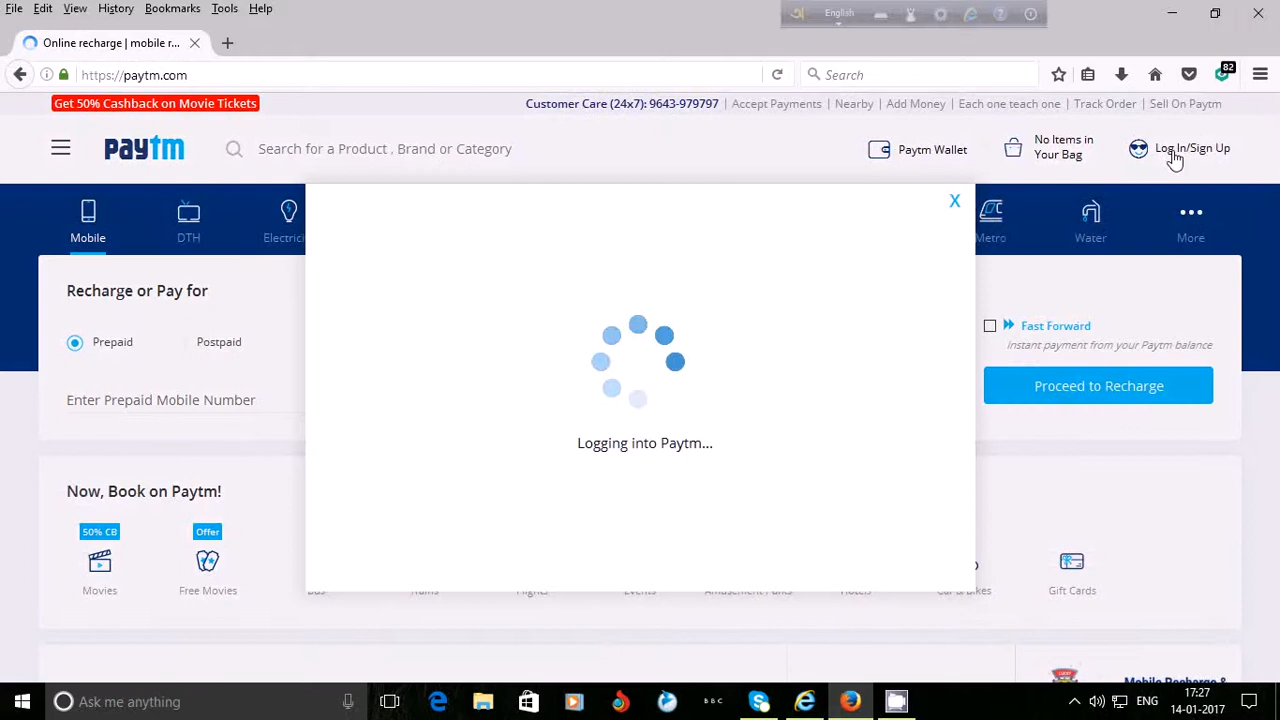 File Edit View History Bookmarks Tools Help
English
Online recharge | mobile r...
https://paytm.com
Search
82
Get 50% Cashback on Movie Tickets
Customer Care (24x7): 9643-979797 | Accept Payments | Nearby | Add Money | Each one teach one | Track Order | Sell On Paytm
paytm
Search for a Product , Brand or Category
Paytm Wallet
No Items in
Your Bag
Log In/Sign Up
X
Mobile
DTH
Metro
Water
More
Recharge or Pay for
Prepaid
Postpaid
Fast Forward
Instant payment from your Paytm balance
Enter Prepaid Mobile Number
Proceed to Recharge
Logging into Paytm...
Now, Book on Paytm!
50% CB
Offer
Movies
Free Movies
Gift Cards
Mobile Recharge &
Ask me anything
BBC
ENG
17:27
14-01-2017